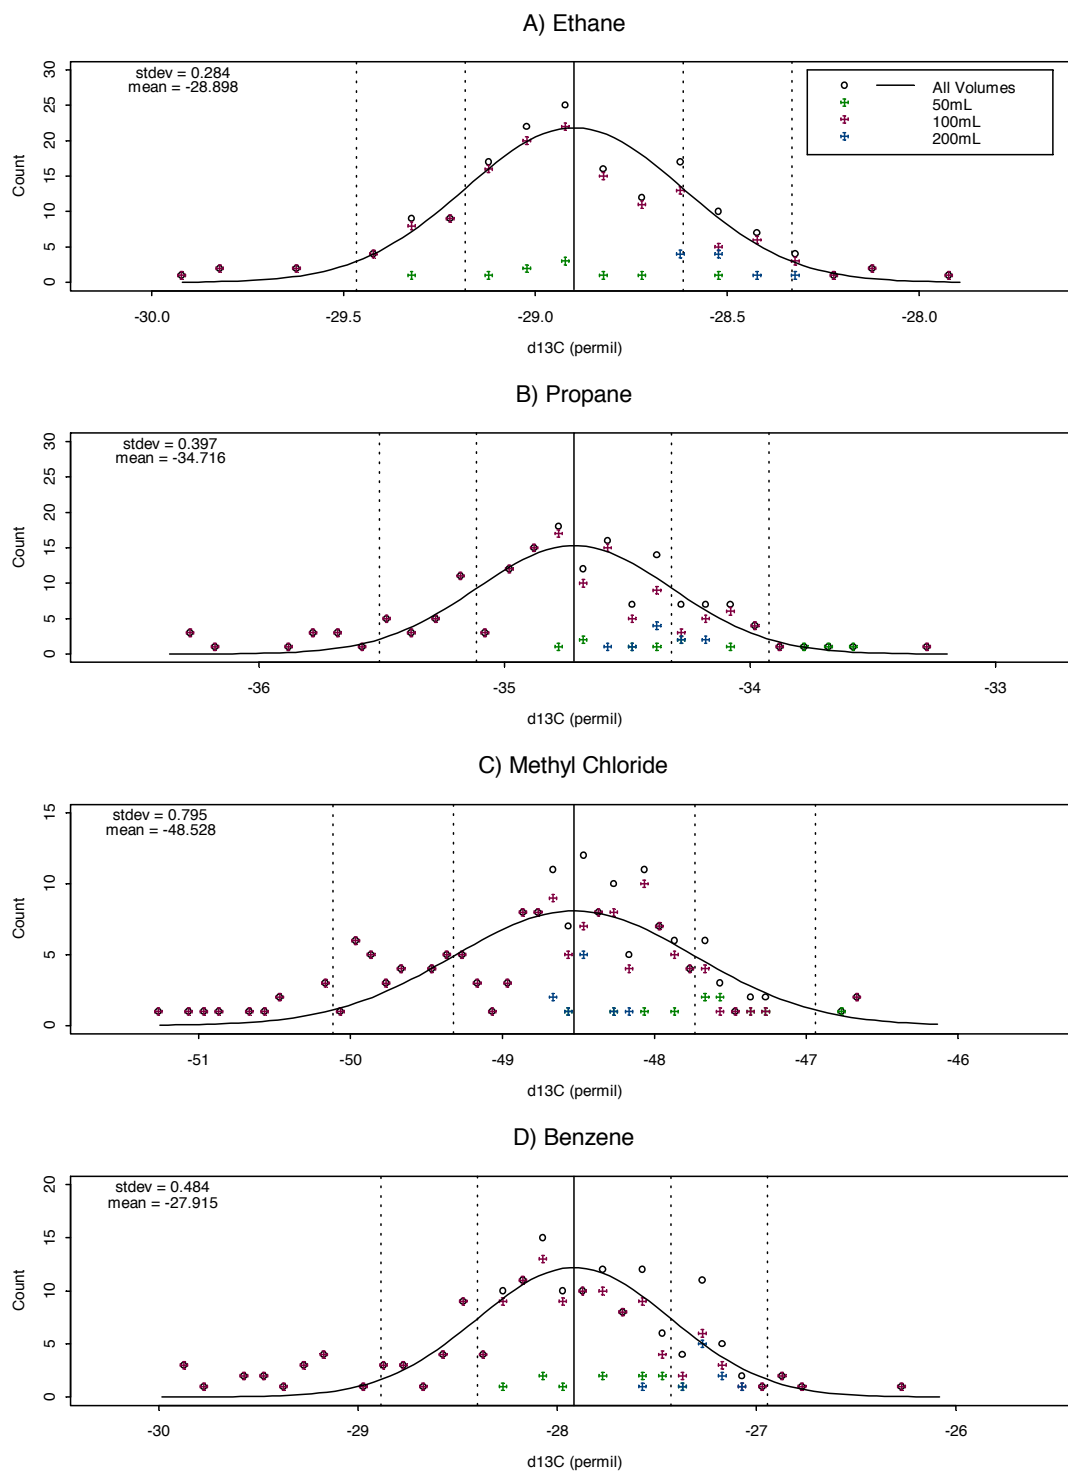 A) Ethane
stdev = 0.284
mean = -28.898
All Volumes
50mL
100mL
200mL
Count
30
25
20
15
10
5
0
-30.0 -29.5 -29.0 -28.5 -28.0
d13C (permil)
B) Propane
stdev = 0.397
mean = -34.716
Count
30
25
20
15
10
5
0
-36 -35 -34 -33
d13C (permil)
C) Methyl Chloride
stdev = 0.795
mean = -48.528
Count
15
10
5
0
-51 -50 -49 -48 -47 -46
d13C (permil)
D) Benzene
stdev = 0.484
mean = -27.915
Count
20
15
10
5
0
-30 -29 -28 -27 -26
d13C (permil)